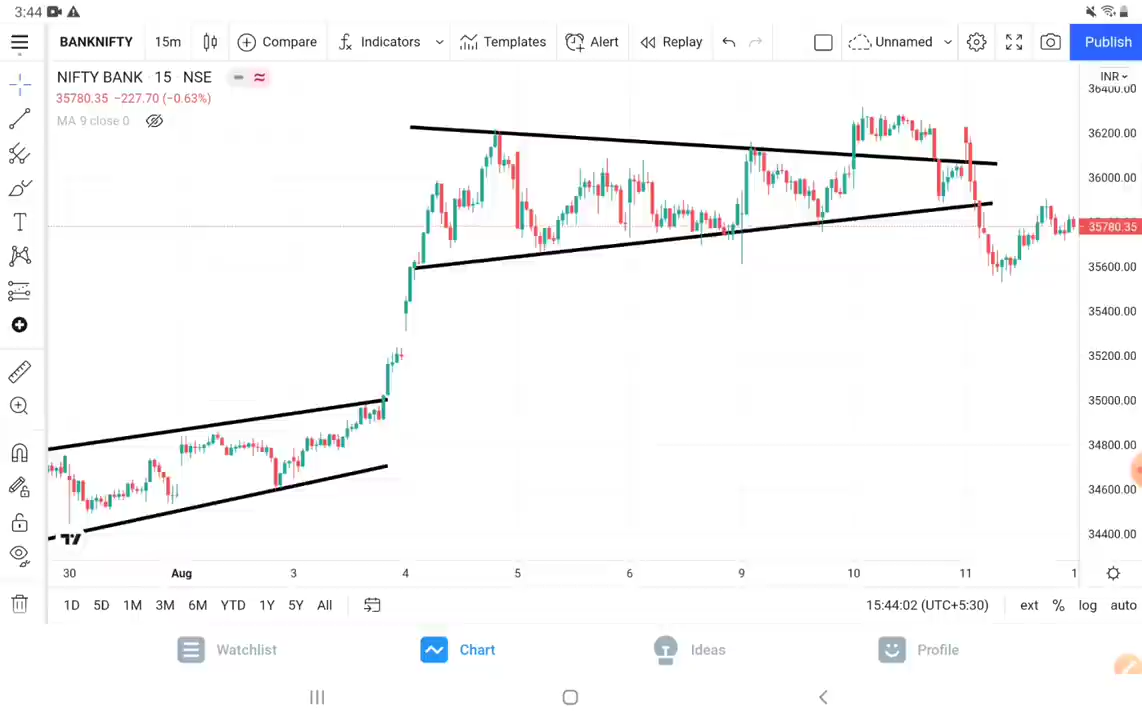 3:44
BANKNIFTY 15m Compare Indicators Templates Alert Replay Unnamed Publish
NIFTY BANK 15 NSE
INR
35780.35 −227.70 (−0.63%)
MA 9 close 0
36400.00
36200.00
36000.00
35780.35
35600.00
35400.00
35200.00
35000.00
34800.00
34600.00
34400.00
30 Aug 3 4 5 6 9 10 11 1
1D 5D 1M 3M 6M YTD 1Y 5Y All 15:44:02 (UTC+5:30) ext % log auto
Watchlist Chart Ideas Profile